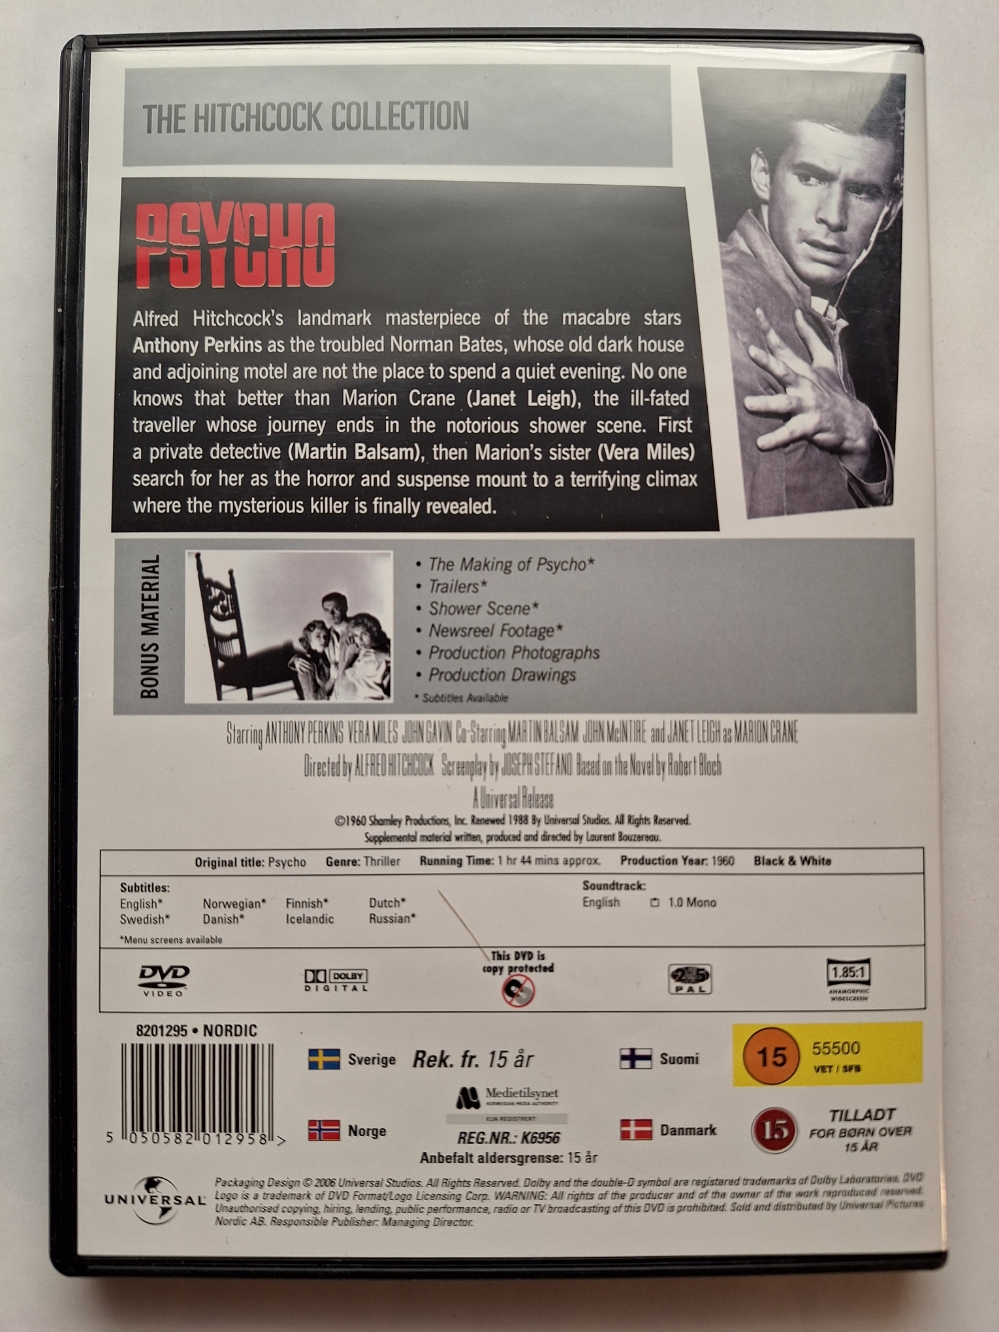 THE HITCHCOCK COLLECTION
PSYCHO
Alfred Hitchcock's landmark masterpiece of the macabre stars
Anthony Perkins as the troubled Norman Bates, whose old dark house
and adjoining motel are not the place to spend a quiet evening. No one
knows that better than Marion Crane (Janet Leigh), the ill-fated
traveller whose journey ends in the notorious shower scene. First
a private detective (Martin Balsam), then Marion's sister (Vera Miles)
search for her as the horror and suspense mount to a terrifying climax
where the mysterious killer is finally revealed.
BONUS MATERIAL
• The Making of Psycho*
• Trailers*
• Shower Scene*
• Newsreel Footage*
• Production Photographs
• Production Drawings
* Subtitles Available
Starring ANTHONY PERKINS VERA MILES JOHN GAVIN Co-Starring MARTIN BALSAM JOHN McINTIRE and JANET LEIGH as MARION CRANE
Directed by ALFRED HITCHCOCK Screenplay by JOSEPH STEFANO Based on the Novel by Robert Bloch
A Universal Release
©1960 Shamley Productions, Inc. Renewed 1988 By Universal Studios. All Rights Reserved.
Supplemental material written, produced and directed by Laurent Bouzereau.
Original title: Psycho Genre: Thriller Running Time: 1 hr 44 mins approx. Production Year: 1960 Black & White
Subtitles:
English* Norwegian* Finnish* Dutch*
Swedish* Danish* Icelandic Russian*
*Menu screens available
Soundtrack:
English 1.0 Mono
DVD
VIDEO
DOLBY
DIGITAL
This DVD is
copy protected
2 5
PAL
1.85:1
ANAMORPHIC
WIDESCREEN
8201295 • NORDIC
5 050582 012958 >
Sverige Rek. fr. 15 år
Suomi
15
55500
VET / SFB
Medietilsynet
NORWEGIAN MEDIA AUTHORITY
KUN REGISTRERT
Norge
REG.NR.: K6956
Anbefalt aldersgrense: 15 år
Danmark
15
TILLADT
FOR BØRN OVER
15 ÅR
UNIVERSAL
Packaging Design © 2006 Universal Studios. All Rights Reserved. Dolby and the double-D symbol are registered trademarks of Dolby Laboratories. DVD
Logo is a trademark of DVD Format/Logo Licensing Corp. WARNING: All rights of the producer and of the owner of the work reproduced reserved.
Unauthorised copying, hiring, lending, public performance, radio or TV broadcasting of this DVD is prohibited. Sold and distributed by Universal Pictures
Nordic AB. Responsible Publisher: Managing Director.